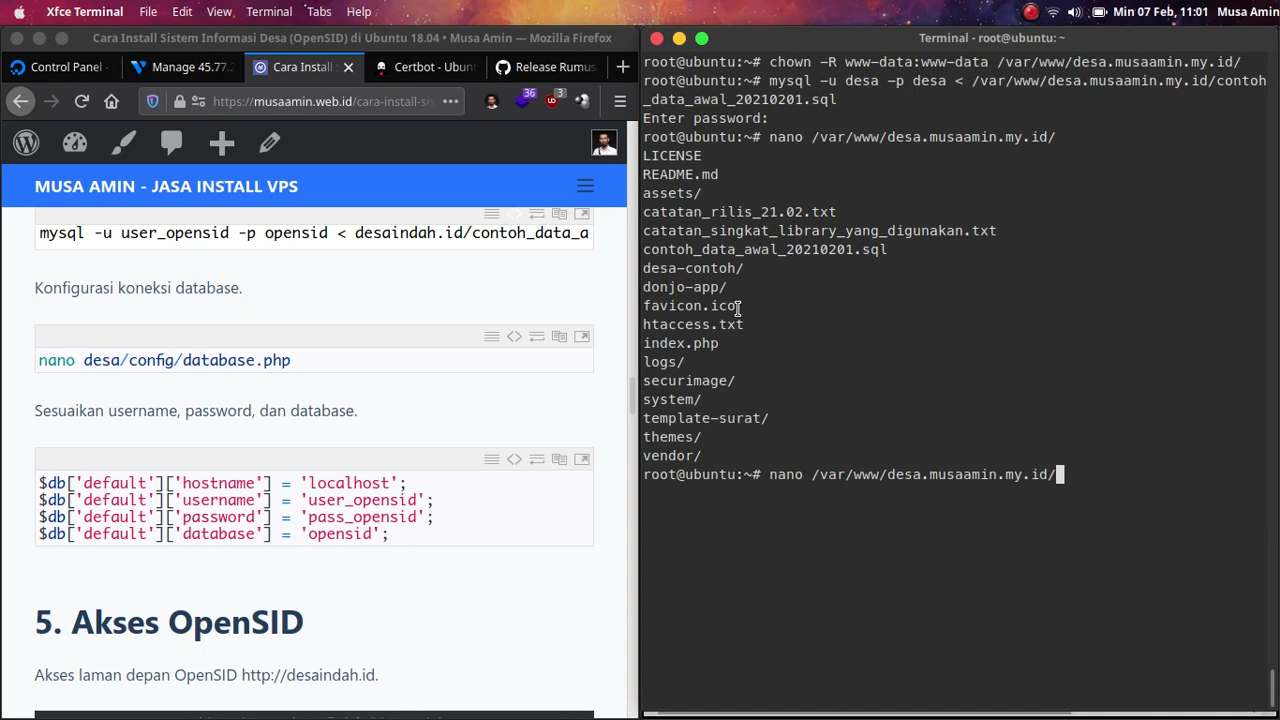 Xfce Terminal File Edit View Terminal Tabs Help
Min 07 Feb, 11:01 Musa Amin
Cara Install Sistem Informasi Desa (OpenSID) di Ubuntu 18.04 • Musa Amin — Mozilla Firefox
Control Panel -
Manage 45.77.2
Cara Install
Certbot – Ubun
Release Rumus
https://musaamin.web.id/cara-install-sis
36
3
MUSA AMIN - JASA INSTALL VPS
mysql -u user_opensid -p opensid < desaindah.id/contoh_data_a
Konfigurasi koneksi database.
nano desa/config/database.php
Sesuaikan username, password, dan database.
$db['default']['hostname'] = 'localhost';
$db['default']['username'] = 'user_opensid';
$db['default']['password'] = 'pass_opensid';
$db['default']['database'] = 'opensid';
5. Akses OpenSID
Akses laman depan OpenSID http://desaindah.id.
Terminal - root@ubuntu: ~
root@ubuntu:~# chown -R www-data:www-data /var/www/desa.musaamin.my.id/
root@ubuntu:~# mysql -u desa -p desa < /var/www/desa.musaamin.my.id/contoh
_data_awal_20210201.sql
Enter password:
root@ubuntu:~# nano /var/www/desa.musaamin.my.id/
LICENSE
README.md
assets/
catatan_rilis_21.02.txt
catatan_singkat_library_yang_digunakan.txt
contoh_data_awal_20210201.sql
desa-contoh/
donjo-app/
favicon.ico
htaccess.txt
index.php
logs/
securimage/
system/
template-surat/
themes/
vendor/
root@ubuntu:~# nano /var/www/desa.musaamin.my.id/